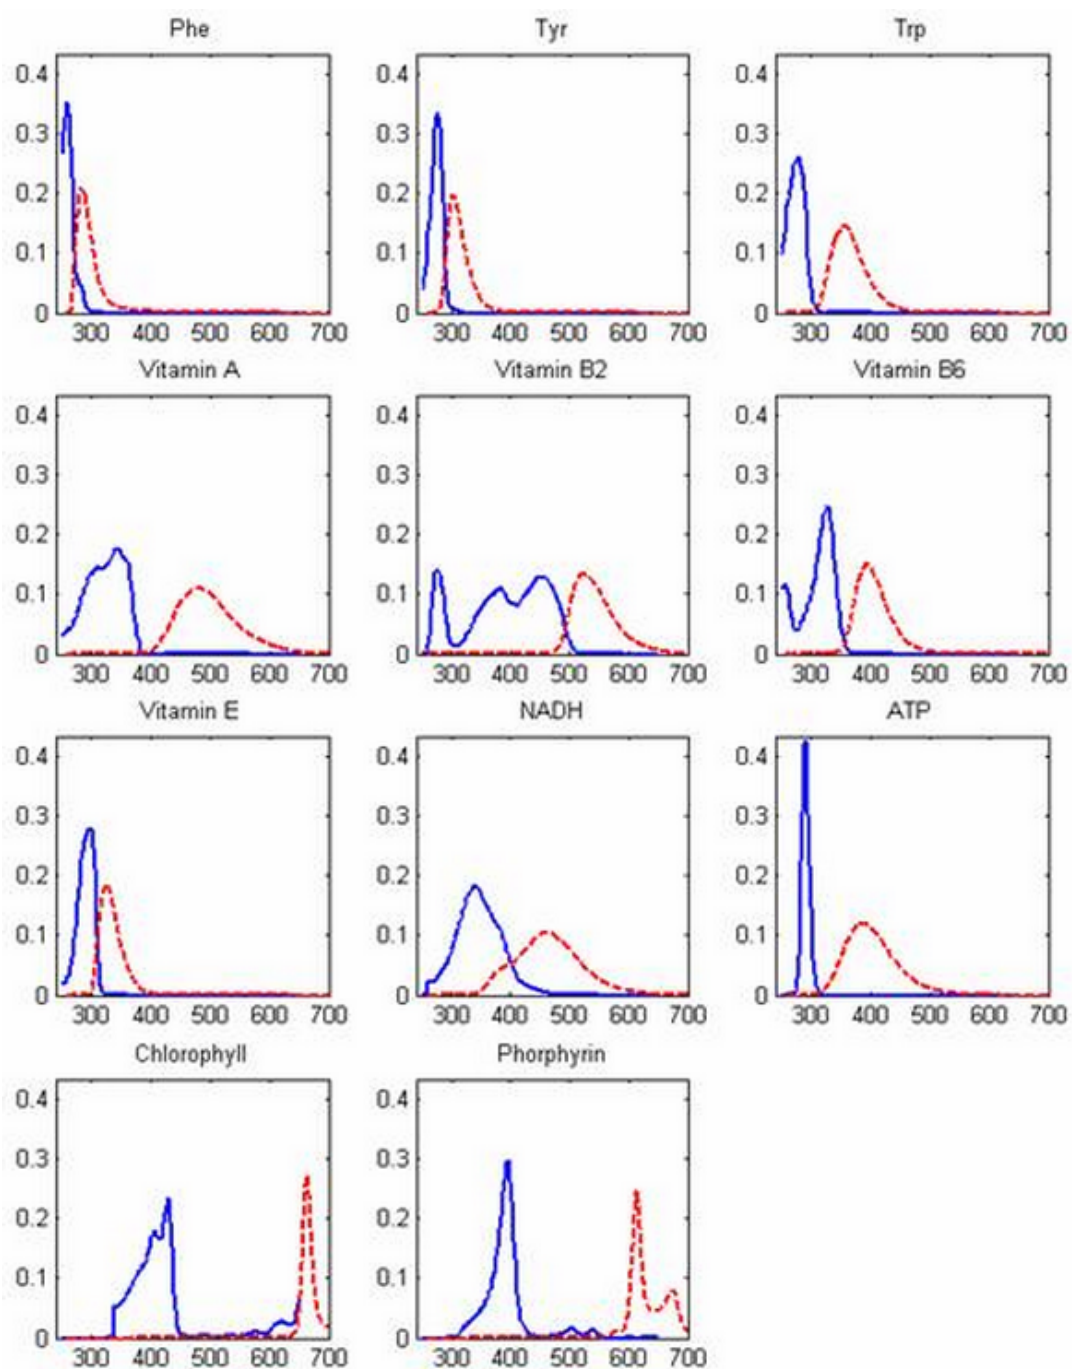 Phe Tyr Trp
0.4 0.4 0.4
0.3 0.3 0.3
0.2 0.2 0.2
0.1 0.1 0.1
0 0 0
300 400 500 600 700 300 400 500 600 700 300 400 500 600 700
Vitamin A Vitamin B2 Vitamin B6
0.4 0.4 0.4
0.3 0.3 0.3
0.2 0.2 0.2
0.1 0.1 0.1
0 0 0
300 400 500 600 700 300 400 500 600 700 300 400 500 600 700
Vitamin E NADH ATP
0.4 0.4 0.4
0.3 0.3 0.3
0.2 0.2 0.2
0.1 0.1 0.1
0 0 0
300 400 500 600 700 300 400 500 600 700 300 400 500 600 700
Chlorophyll Phorphyrin
0.4 0.4
0.3 0.3
0.2 0.2
0.1 0.1
0 0
300 400 500 600 700 300 400 500 600 700